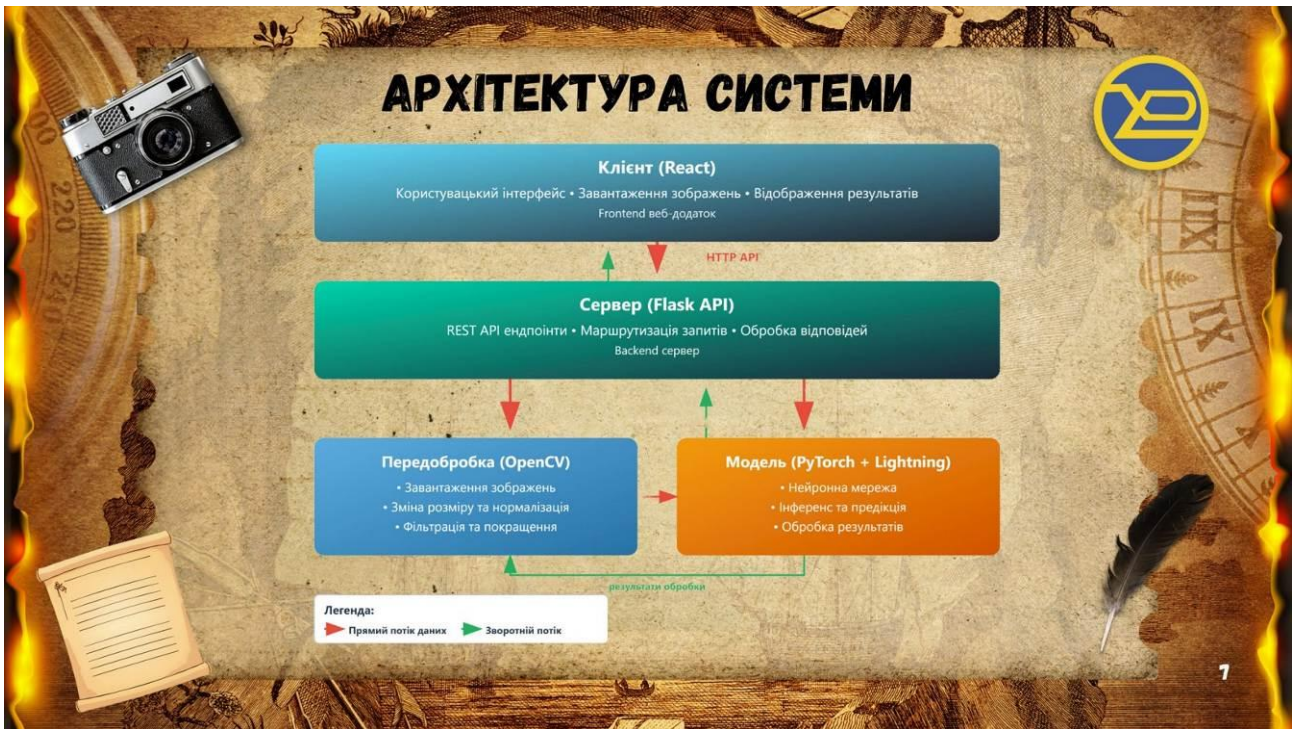 АРХІТЕКТУРА СИСТЕМИ
Клієнт (React)
Користувацький інтерфейс • Завантаження зображень • Відображення результатів
Frontend веб-додаток
HTTP API
Сервер (Flask API)
REST API ендпоінти • Маршрутизація запитів • Обробка відповідей
Backend сервер
Передобробка (OpenCV)
• Завантаження зображень
• Зміна розміру та нормалізація
• Фільтрація та покращення
Модель (PyTorch + Lightning)
• Нейронна мережа
• Інференс та предікція
• Обробка результатів
результати обробки
Легенда:
Прямий потік даних Зворотній потік
7